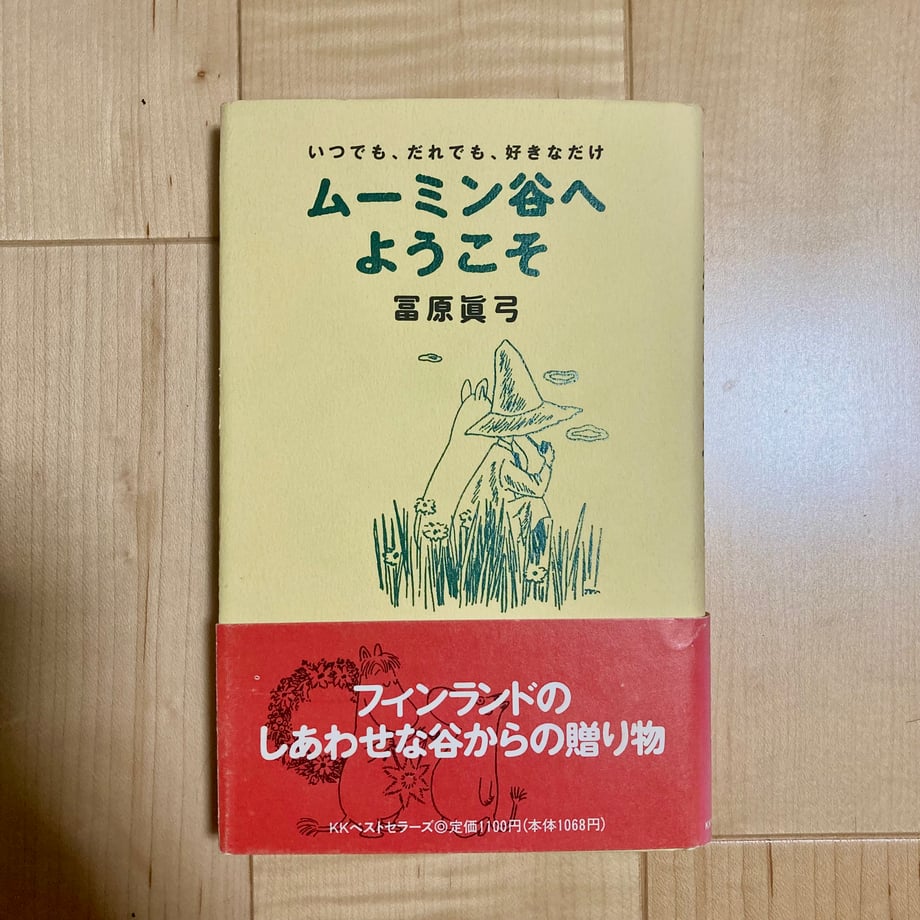 いつでも、だれでも、好きなだけ
ムーミン谷へ
ようこそ
冨原眞弓
フィンランドの
しあわせな谷からの贈り物
KKベストセラーズ◎定価1100円(本体1068円)